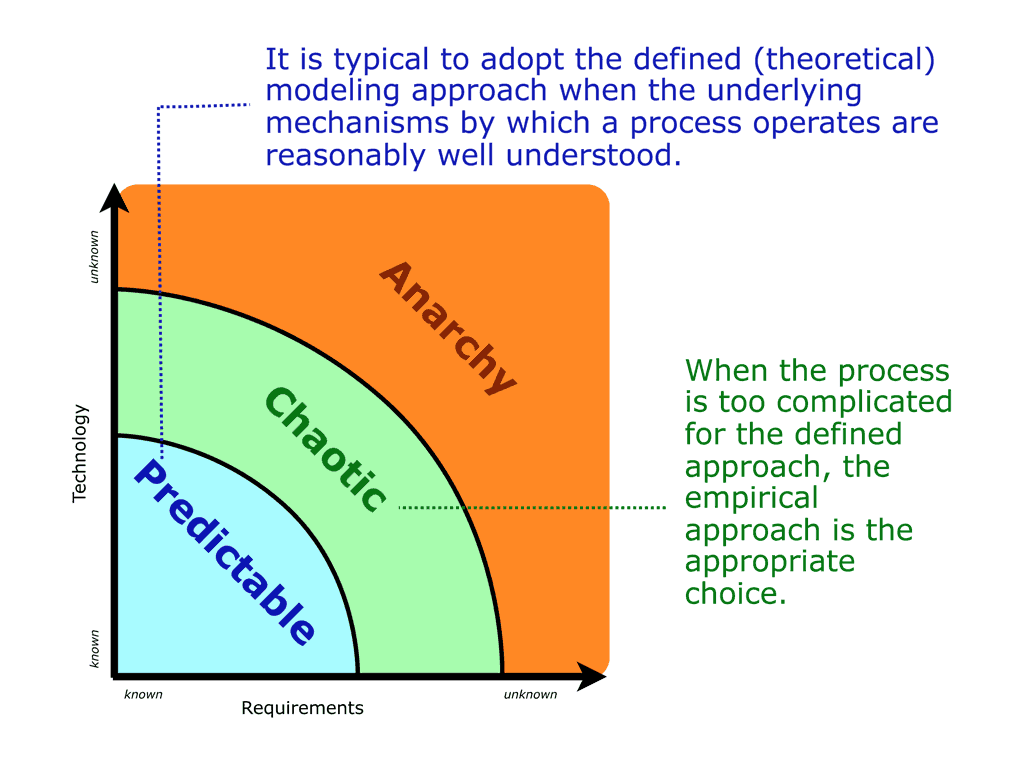 It is typical to adopt the defined (theoretical)
modeling approach when the underlying
mechanisms by which a process operates are
reasonably well understood.
unknown
Anarchy
Chaotic
When the process
is too complicated
for the defined
approach, the
empirical
approach is the
appropriate
choice.
Technology
Predictable
known
known
unknown
Requirements